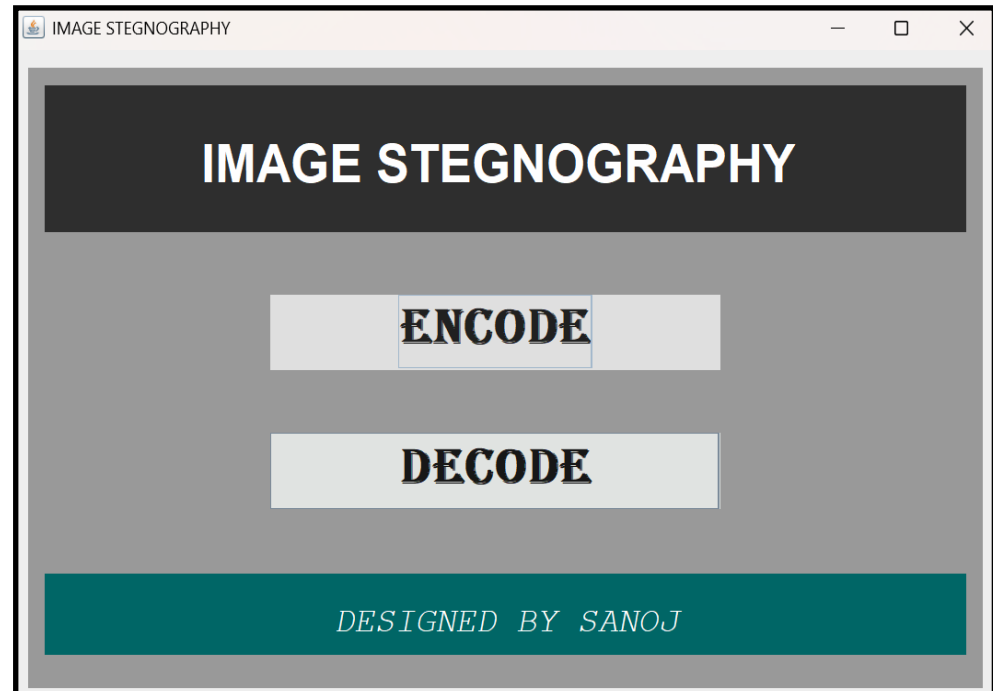 IMAGE STEGNOGRAPHY
IMAGE STEGNOGRAPHY
ENCODE
DECODE
DESIGNED BY SANOJ